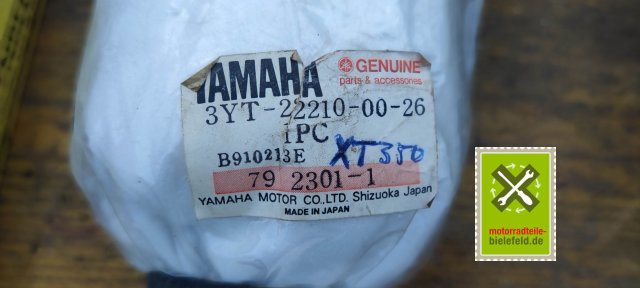 YAMAHA
GENUINE
parts & accessories
3YT-22210-00-26
1PC
B910213E XT350
79 2301-1
YAMAHA MOTOR CO.LTD. Shizuoka Japan
MADE IN JAPAN
motorradteile-
bielefeld.de